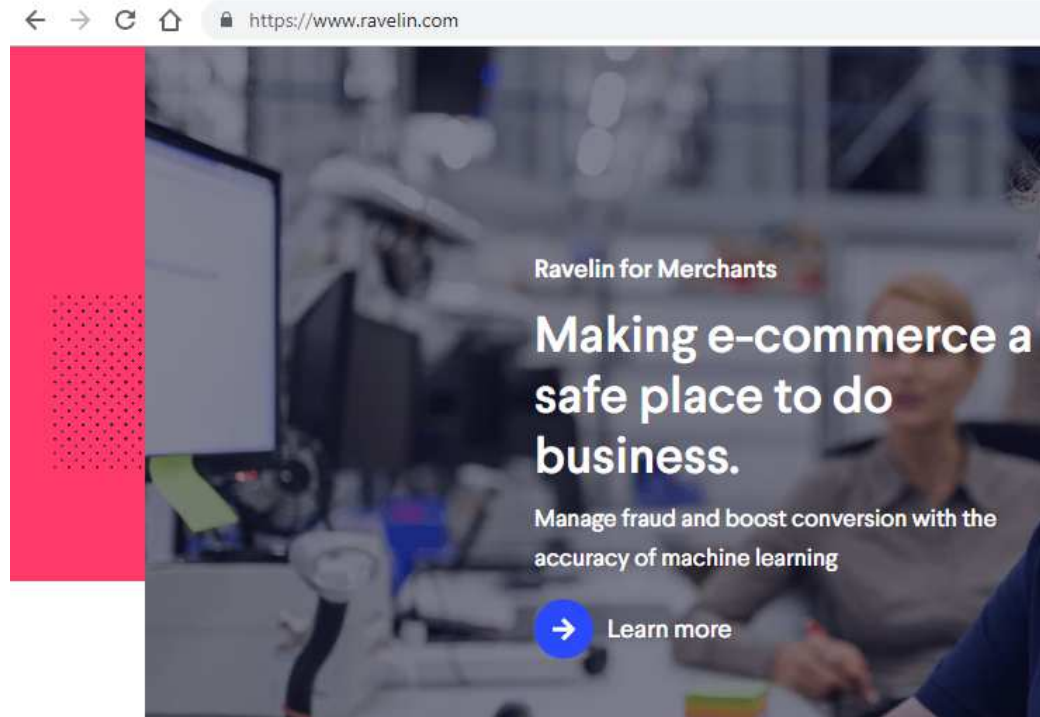 https://www.ravelin.com
Ravelin for Merchants
Making e-commerce a
safe place to do
business.
Manage fraud and boost conversion with the
accuracy of machine learning
Learn more